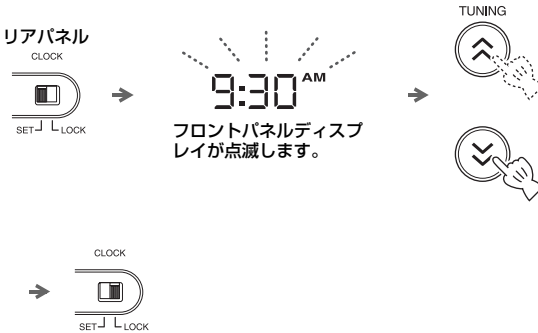 リアパネル
CLOCK
SET LOCK
9:30 AM
フロントパネルディスプ
レイが点滅します。
TUNING
CLOCK
SET LOCK